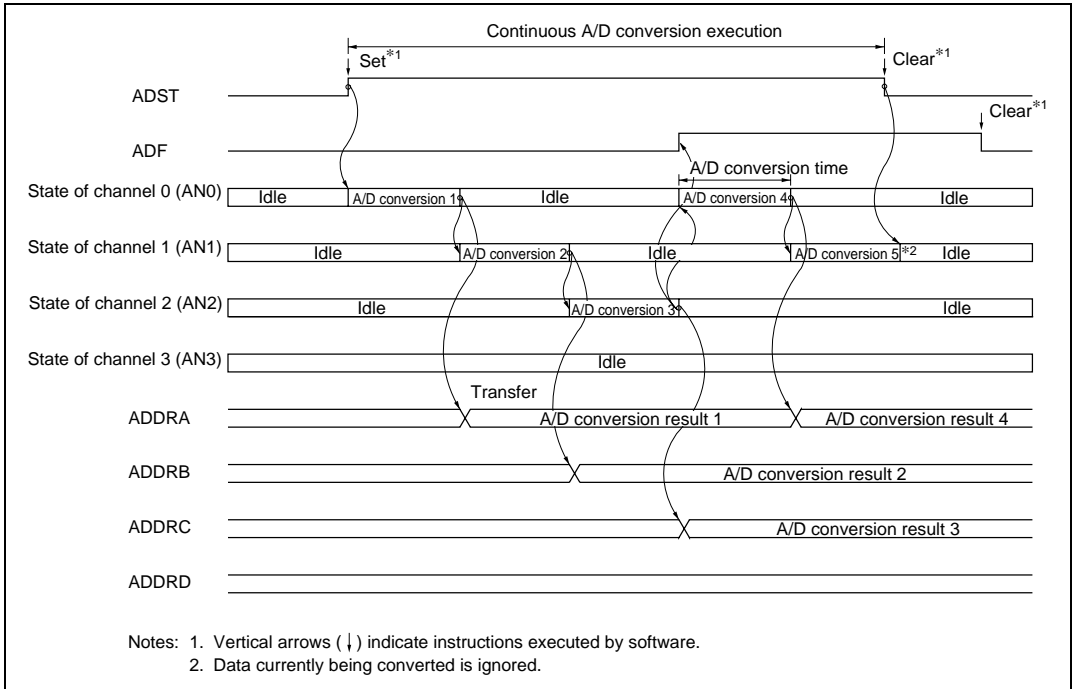 Continuous A/D conversion execution
Set*1
Clear*1
ADST
Clear*1
ADF
A/D conversion time
State of channel 0 (AN0)
Idle
A/D conversion 1
Idle
A/D conversion 4
Idle
State of channel 1 (AN1)
Idle
A/D conversion 2
Idle
A/D conversion 5
*2
Idle
State of channel 2 (AN2)
Idle
A/D conversion 3
Idle
State of channel 3 (AN3)
Idle
Transfer
ADDRA
A/D conversion result 1
A/D conversion result 4
ADDRB
A/D conversion result 2
ADDRC
A/D conversion result 3
ADDRD
Notes: 1. Vertical arrows (↓) indicate instructions executed by software.
2. Data currently being converted is ignored.